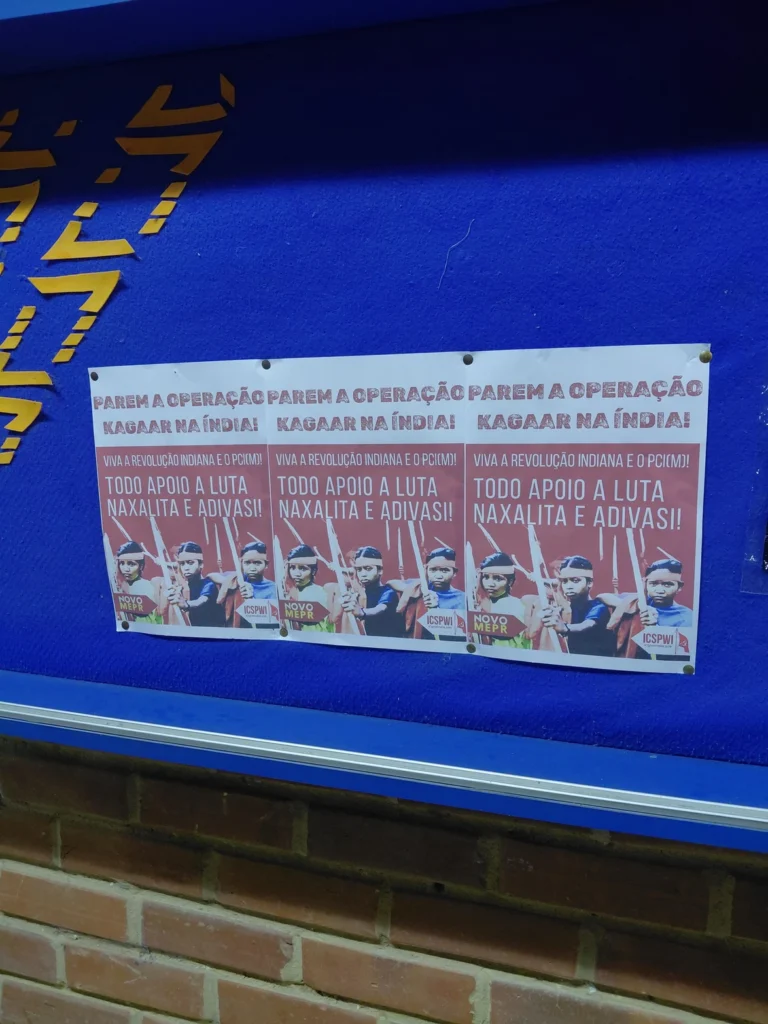 PAREM A OPERAÇÃO
KAGAAR NA ÍNDIA!
VIVA A REVOLUÇÃO INDIANA E O PCI(M)!
TODO APOIO A LUTA
NAXALITA E ADIVASI!
NOVO
MEPR
ICSPWI
PAREM A OPERAÇÃO
KAGAAR NA ÍNDIA!
VIVA A REVOLUÇÃO INDIANA E O PCI(M)!
TODO APOIO A LUTA
NAXALITA E ADIVASI!
NOVO
MEPR
ICSPWI
PAREM A OPERAÇÃO
KAGAAR NA ÍNDIA!
VIVA A REVOLUÇÃO INDIANA E O PCI(M)!
TODO APOIO A LUTA
NAXALITA E ADIVASI!
NOVO
MEPR
ICSPWI